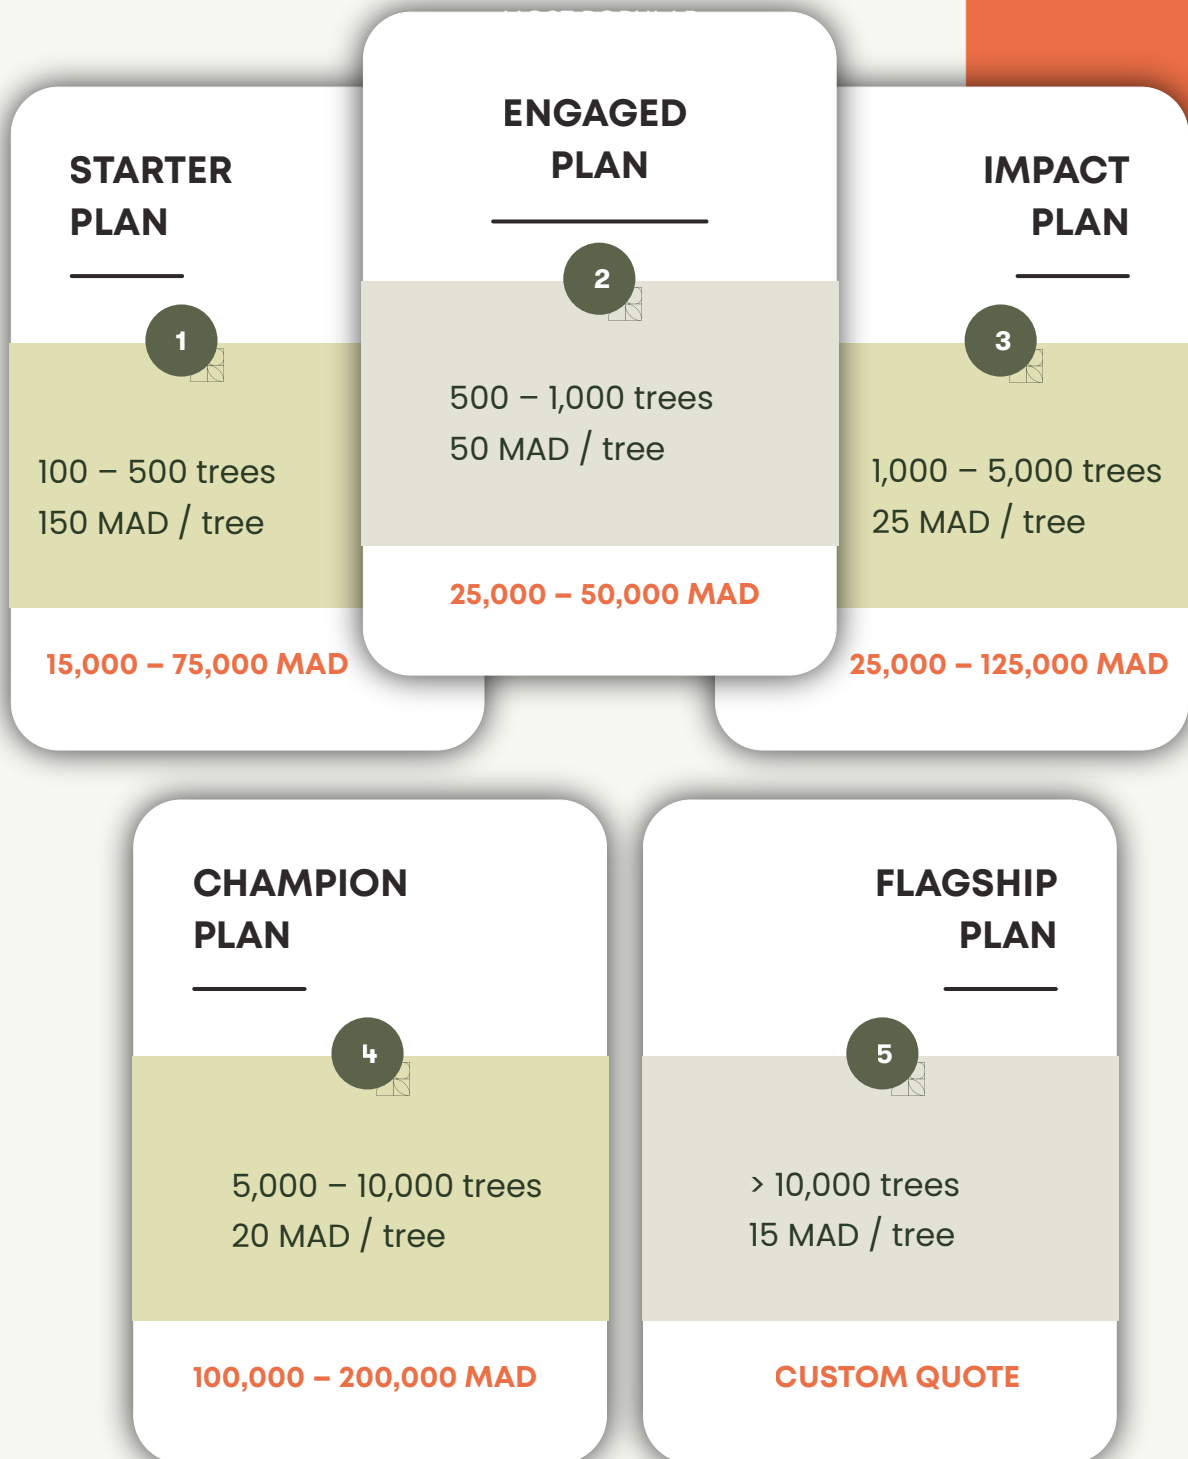 STARTER
PLAN
1
100 – 500 trees
150 MAD / tree
15,000 – 75,000 MAD
ENGAGED
PLAN
2
500 – 1,000 trees
50 MAD / tree
25,000 – 50,000 MAD
IMPACT
PLAN
3
1,000 – 5,000 trees
25 MAD / tree
25,000 – 125,000 MAD
CHAMPION
PLAN
4
5,000 – 10,000 trees
20 MAD / tree
100,000 – 200,000 MAD
FLAGSHIP
PLAN
5
> 10,000 trees
15 MAD / tree
CUSTOM QUOTE